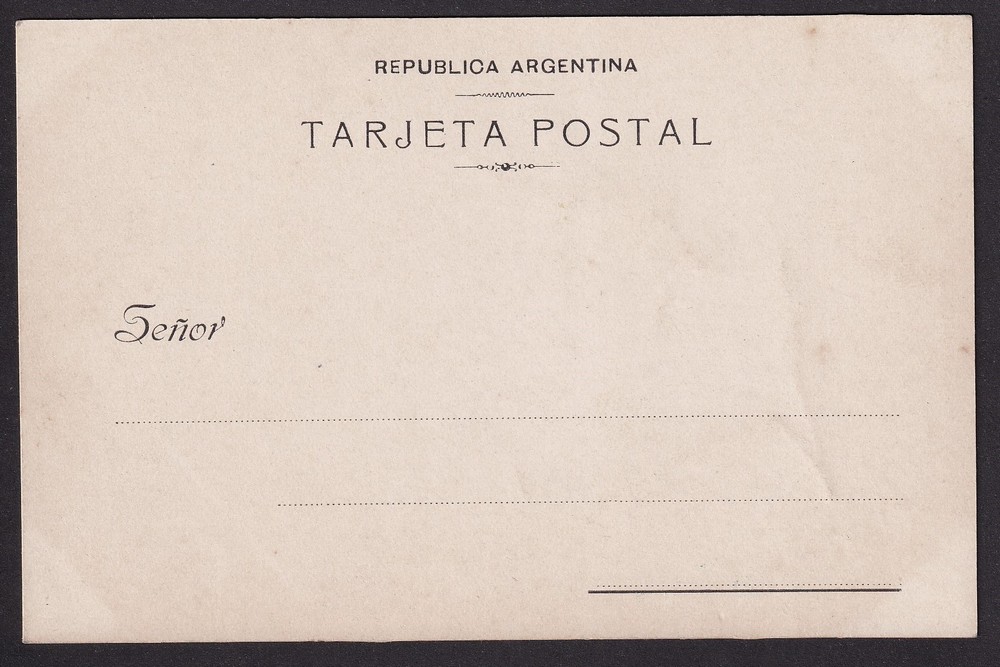 REPUBLICA ARGENTINA
TARJETA POSTAL
Señor